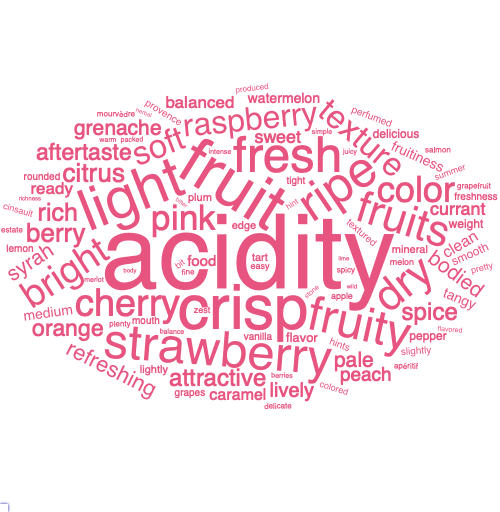 produced
balanced
watermelon
provence
herbal
mourvèdre
raspberry
texture
perfumed
grenache
soft
sweet
simple
delicious
warm
packed
intense
fresh
juicy
fruitiness
salmon
aftertaste
citrus
light
fruit
ripe
summer
rounded
ready
tight
color
grapefruit
richness
plum
hint
fruits
freshness
cinsault
rich
pink
edge
textured
currant
estate
berry
acidity
weight
lemon
syrah
bright
merlot
body
bit
food
fine
tart
easy
lime
spicy
mineral
melon
dry
clean
bodied
smooth
pretty
medium
cherry
crisp
zest
stone
wild
apple
fruity
spice
tangy
orange
plenty
mouth
balance
strawberry
vanilla
flavor
hints
pepper
flavored
refreshing
lightly
attractive
berries
pale
peach
slightly
apéritif
grapes
caramel
lively
colored
delicate